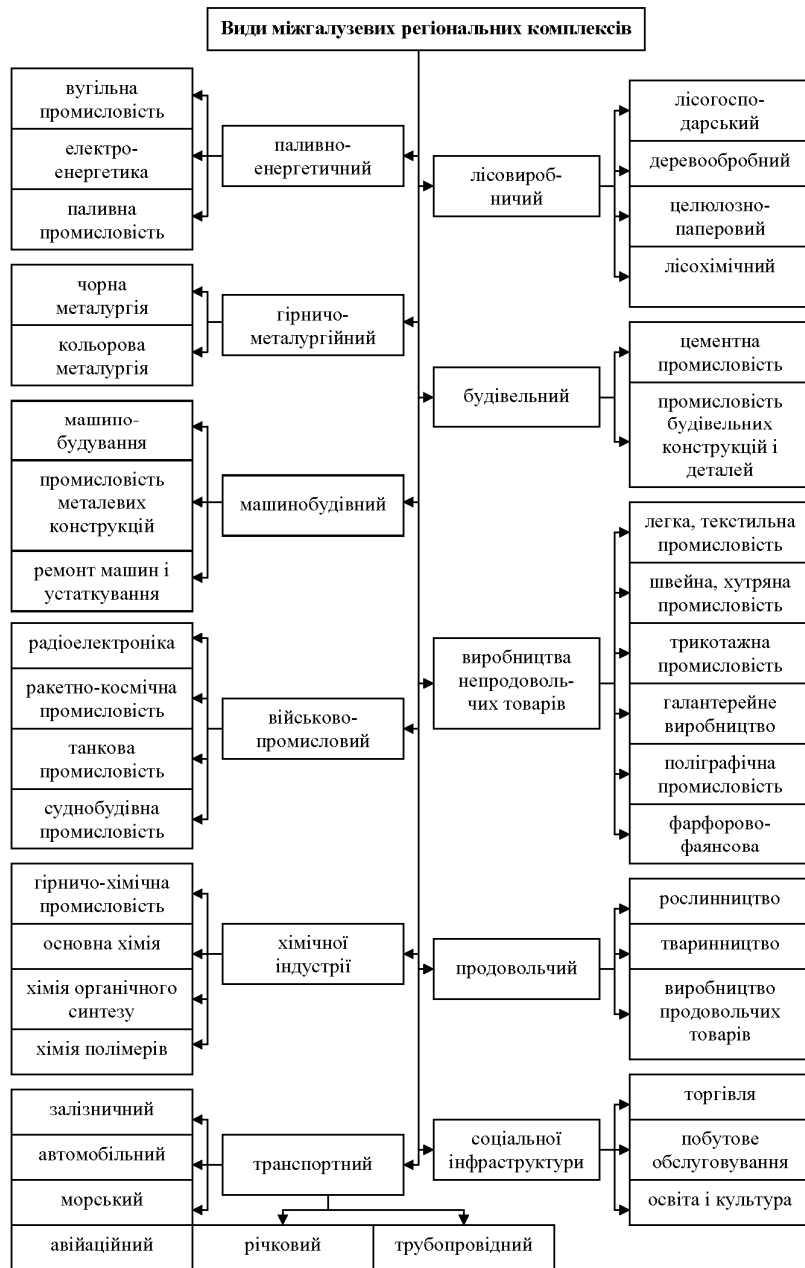 Види міжгалузевих регіональних комплексів
вугільна
промисловість
електро-
енергетика
паливна
промисловість
паливно-
енергетичний
чорна
металургія
кольорова
металургія
гірничо-
металургійний
машино-
будування
промисловість
металевих
конструкцій
ремонт машин і
устаткування
машинобудівний
радіоелектроніка
ракетно-космічна
промисловість
танкова
промисловість
суднобудівна
промисловість
військово-
промисловий
гірничо-хімічна
промисловість
основна хімія
хімія органічного
синтезу
хімія полімерів
хімічної
індустрії
залізничний
автомобільний
морський
авійаційний
річковий
трубопровідний
транспортний
лісовироб-
ничий
лісогоспо-
дарський
деревообробний
целюлозно-
паперовий
лісохімічний
будівельний
цементна
промисловість
промисловість
будівельних
конструкцій і
деталей
виробництва
непродоволь-
чих товарів
легка, текстильна
промисловість
швейна, хутряна
промисловість
трикотажна
промисловість
галантерейне
виробництво
поліграфічна
промисловість
фарфорово-
фаянсова
продовольчий
рослинництво
тваринництво
виробництво
продовольчих
товарів
соціальної
інфраструктури
торгівля
побутове
обслуговування
освіта і культура